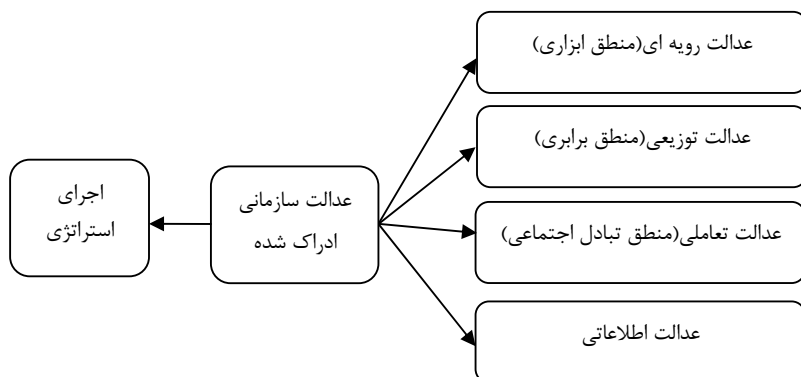 عدالت رویه ای(منطق ابزاری)
عدالت توزیعی(منطق برابری)
عدالت تعاملی(منطق تبادل اجتماعی)
عدالت اطلاعاتی
عدالت سازمانی
ادراک شده
اجرای
استراتژی